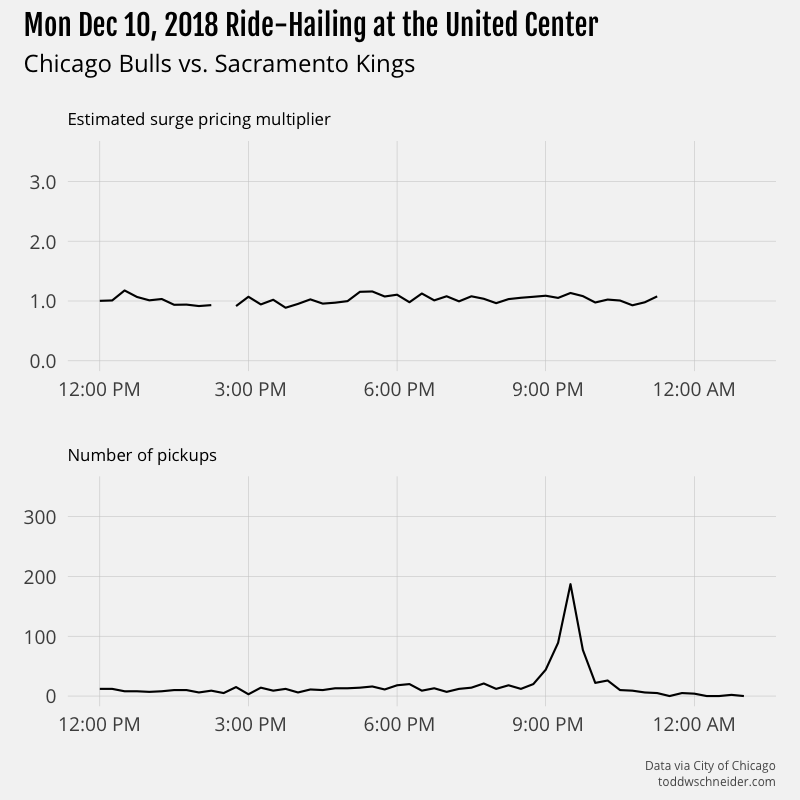 Mon Dec 10, 2018 Ride-Hailing at the United Center
Chicago Bulls vs. Sacramento Kings
Estimated surge pricing multiplier
3.0
2.0
1.0
0.0
12:00 PM 3:00 PM 6:00 PM 9:00 PM 12:00 AM
Number of pickups
300
200
100
0
12:00 PM 3:00 PM 6:00 PM 9:00 PM 12:00 AM
Data via City of Chicago
toddwschneider.com